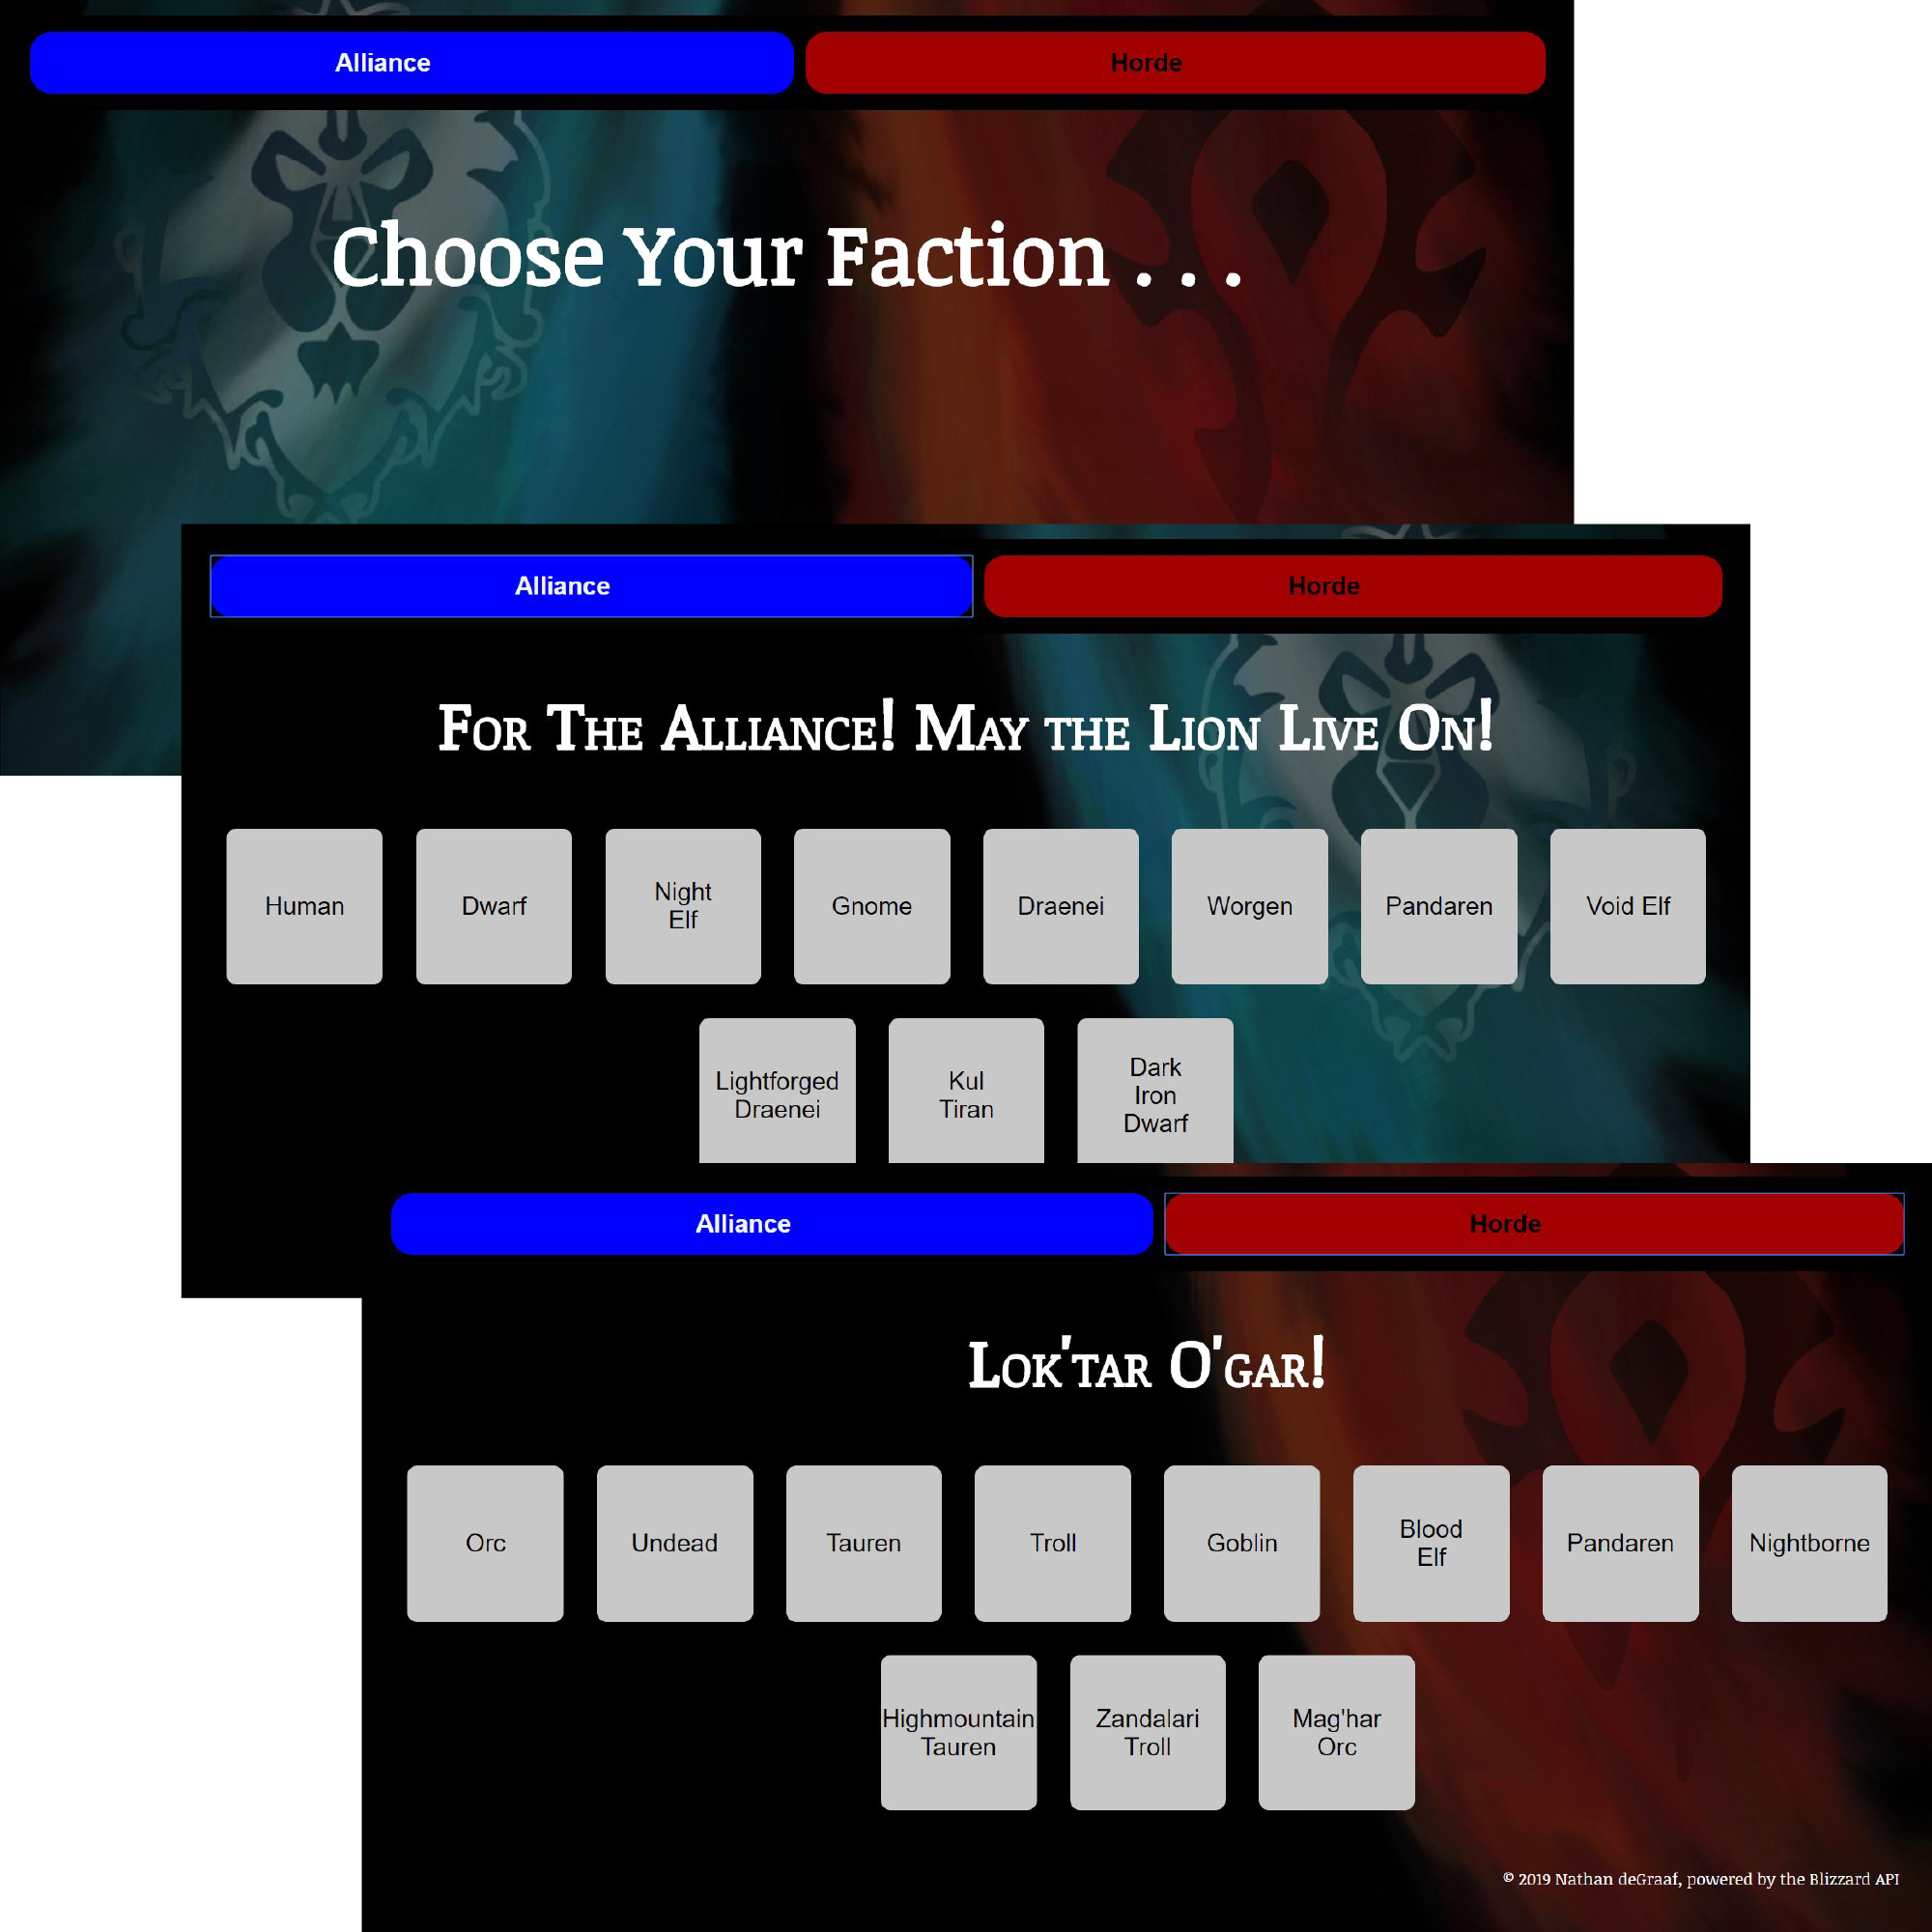 Alliance
Horde
Choose Your Faction . . .
Alliance
Horde
For The Alliance! May the Lion Live On!
Human
Dwarf
Night
Elf
Gnome
Draenei
Worgen
Pandaren
Void Elf
Lightforged
Draenei
Kul
Tiran
Dark
Iron
Dwarf
Alliance
Horde
Lok'tar O'gar!
Orc
Undead
Tauren
Troll
Goblin
Blood
Elf
Pandaren
Nightborne
Highmountain
Tauren
Zandalari
Troll
Mag'har
Orc
© 2019 Nathan deGraaf, powered by the Blizzard API